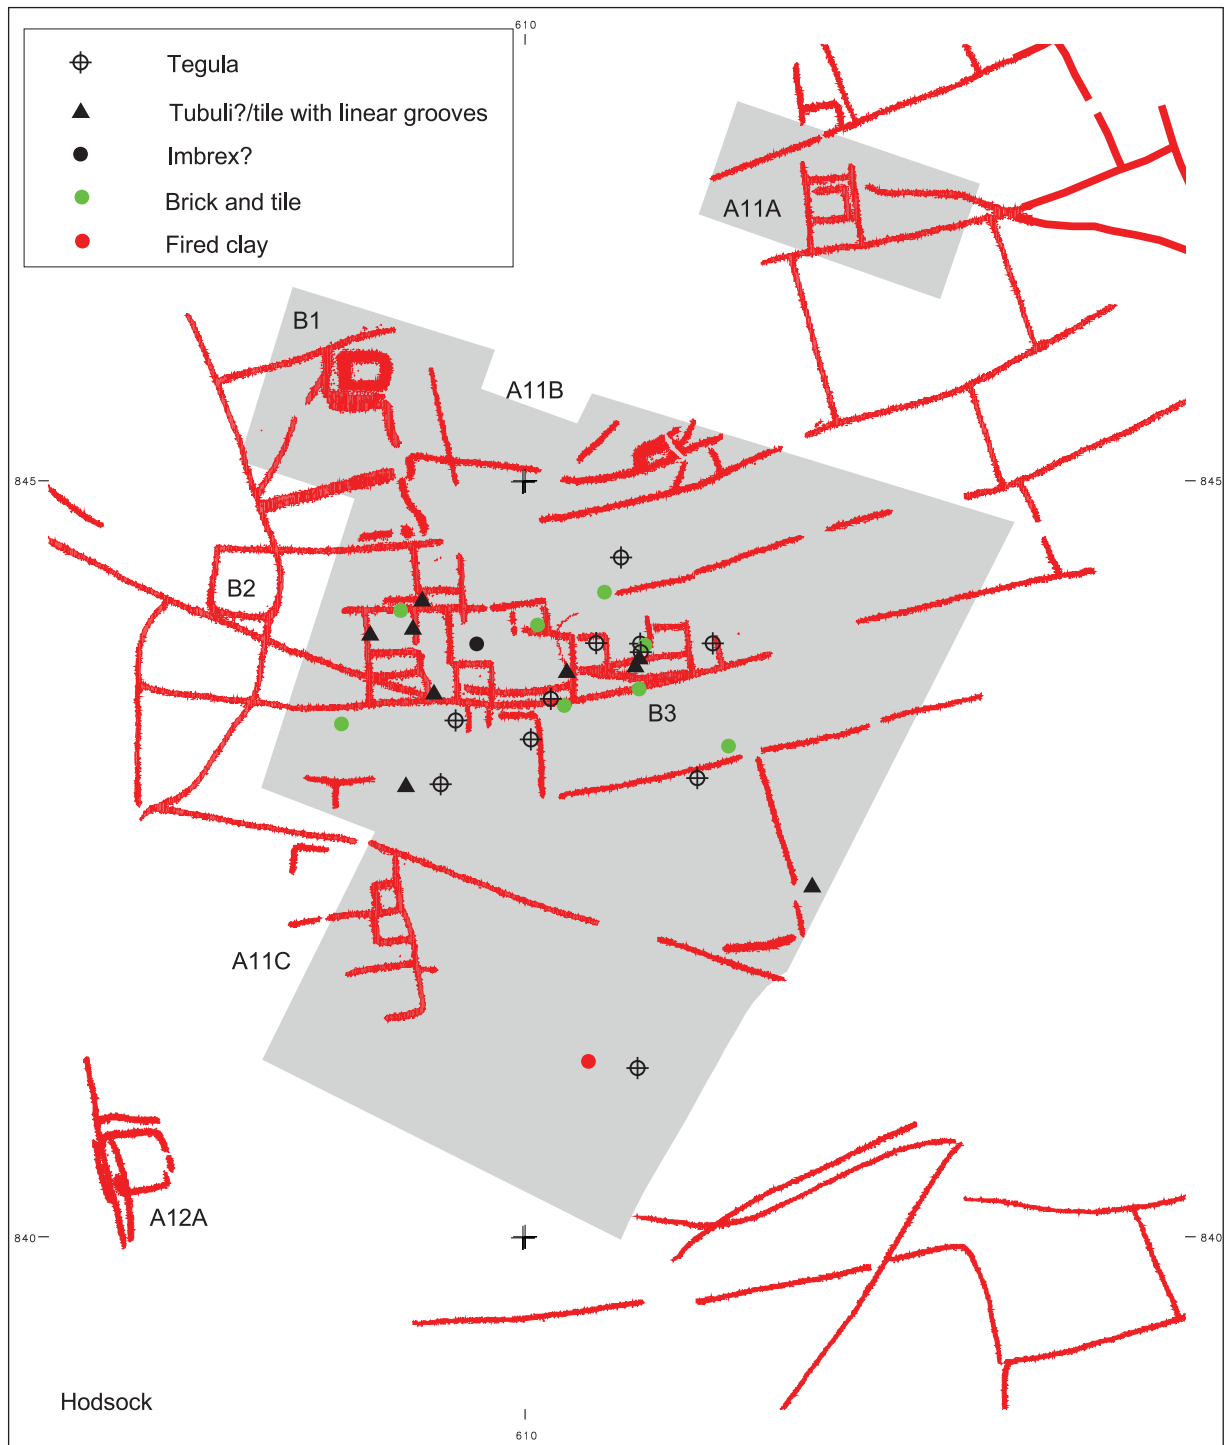 610
Tegula
Tubuli?/tile with linear grooves
Imbrex?
Brick and tile
Fired clay
A11A
B1
A11B
845
845
B2
B3
A11C
A12A
840
840
Hodsock
610